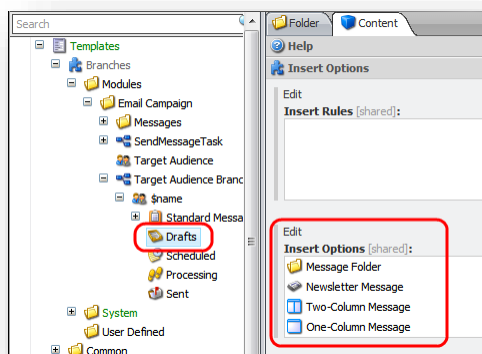 Search
Templates
Branches
Modules
Email Campaign
Messages
SendMessageTask
Target Audience
Target Audience Branc
$name
Standard Messa
Drafts
Scheduled
Processing
Sent
System
User Defined
Common
Folder
Content
Help
Insert Options
Edit
Insert Rules [shared]:
Edit
Insert Options [shared]:
Message Folder
Newsletter Message
Two-Column Message
One-Column Message